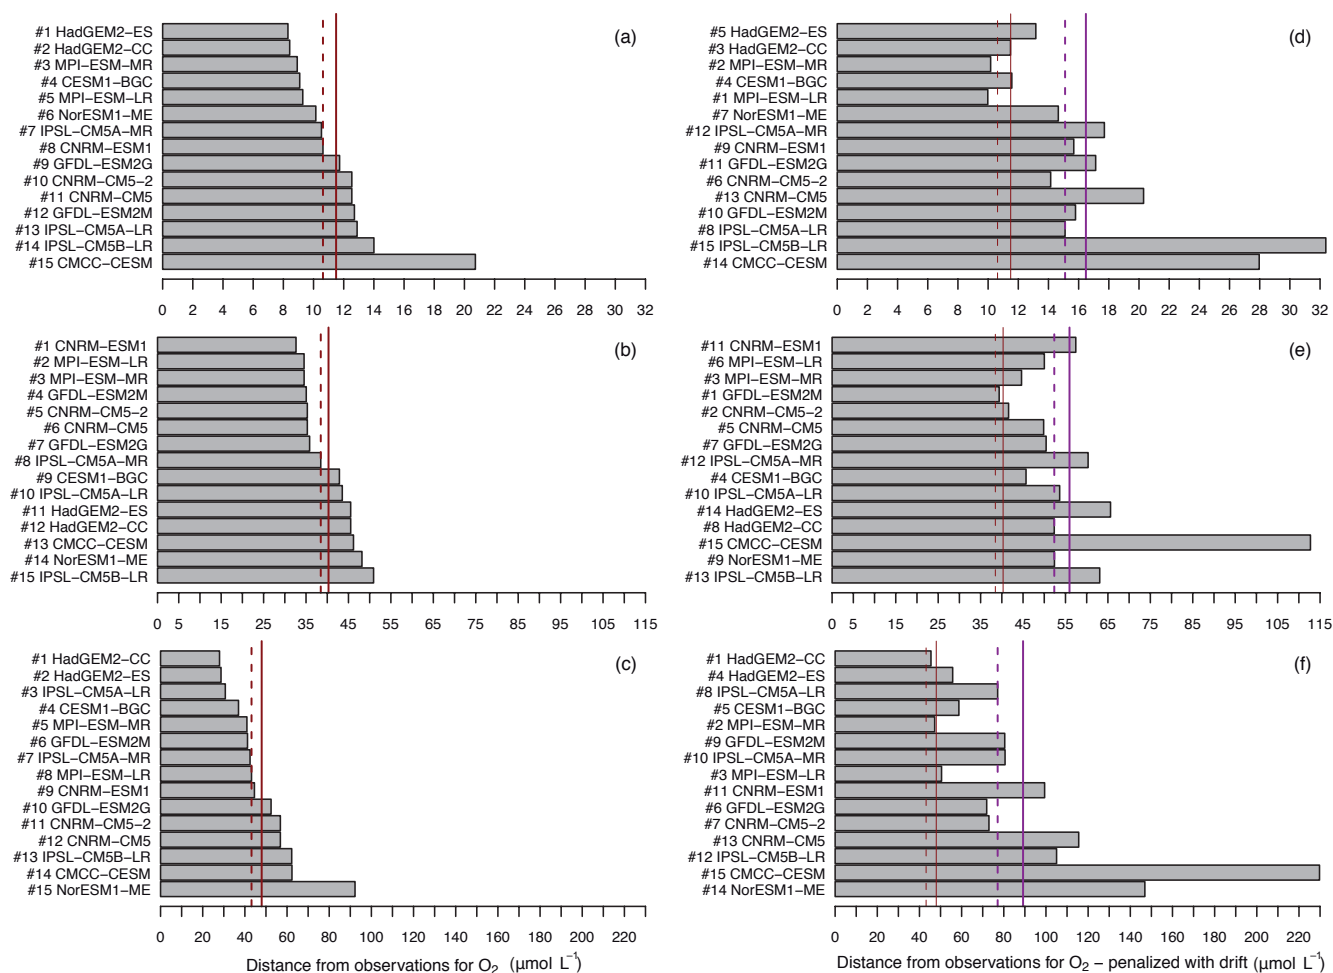 (a)
#1 HadGEM2−ES
#2 HadGEM2−CC
#3 MPI−ESM−MR
#4 CESM1−BGC
#5 MPI−ESM−LR
#6 NorESM1−ME
#7 IPSL−CM5A−MR
#8 CNRM−ESM1
#9 GFDL−ESM2G
#10 CNRM−CM5−2
#11 CNRM−CM5
#12 GFDL−ESM2M
#13 IPSL−CM5A−LR
#14 IPSL−CM5B−LR
#15 CMCC−CESM
0 2 4 6 8 10 12 14 16 18 20 22 24 26 28 30 32
(d)
#5 HadGEM2−ES
#3 HadGEM2−CC
#2 MPI−ESM−MR
#4 CESM1−BGC
#1 MPI−ESM−LR
#7 NorESM1−ME
#12 IPSL−CM5A−MR
#9 CNRM−ESM1
#11 GFDL−ESM2G
#6 CNRM−CM5−2
#13 CNRM−CM5
#10 GFDL−ESM2M
#8 IPSL−CM5A−LR
#15 IPSL−CM5B−LR
#14 CMCC−CESM
0 2 4 6 8 10 12 14 16 18 20 22 24 26 28 30 32
(b)
#1 CNRM−ESM1
#2 MPI−ESM−LR
#3 MPI−ESM−MR
#4 GFDL−ESM2M
#5 CNRM−CM5−2
#6 CNRM−CM5
#7 GFDL−ESM2G
#8 IPSL−CM5A−MR
#9 CESM1−BGC
#10 IPSL−CM5A−LR
#11 HadGEM2−ES
#12 HadGEM2−CC
#13 CMCC−CESM
#14 NorESM1−ME
#15 IPSL−CM5B−LR
0 5 15 25 35 45 55 65 75 85 95 105 115
(e)
#11 CNRM−ESM1
#6 MPI−ESM−LR
#3 MPI−ESM−MR
#1 GFDL−ESM2M
#2 CNRM−CM5−2
#5 CNRM−CM5
#7 GFDL−ESM2G
#12 IPSL−CM5A−MR
#4 CESM1−BGC
#10 IPSL−CM5A−LR
#14 HadGEM2−ES
#8 HadGEM2−CC
#15 CMCC−CESM
#9 NorESM1−ME
#13 IPSL−CM5B−LR
0 5 15 25 35 45 55 65 75 85 95 105 115
(c)
#1 HadGEM2−CC
#2 HadGEM2−ES
#3 IPSL−CM5A−LR
#4 CESM1−BGC
#5 MPI−ESM−MR
#6 GFDL−ESM2M
#7 IPSL−CM5A−MR
#8 MPI−ESM−LR
#9 CNRM−ESM1
#10 GFDL−ESM2G
#11 CNRM−CM5−2
#12 CNRM−CM5
#13 IPSL−CM5B−LR
#14 CMCC−CESM
#15 NorESM1−ME
0 20 40 60 80 100 120 140 160 180 200 220
Distance from observations for O₂ (μmol L⁻¹)
(f)
#1 HadGEM2−CC
#4 HadGEM2−ES
#8 IPSL−CM5A−LR
#5 CESM1−BGC
#2 MPI−ESM−MR
#9 GFDL−ESM2M
#10 IPSL−CM5A−MR
#3 MPI−ESM−LR
#11 CNRM−ESM1
#6 GFDL−ESM2G
#7 CNRM−CM5−2
#13 CNRM−CM5
#12 IPSL−CM5B−LR
#15 CMCC−CESM
#14 NorESM1−ME
0 20 40 60 80 100 120 140 160 180 200 220
Distance from observations for O₂ − penalized with drift (μmol L⁻¹)